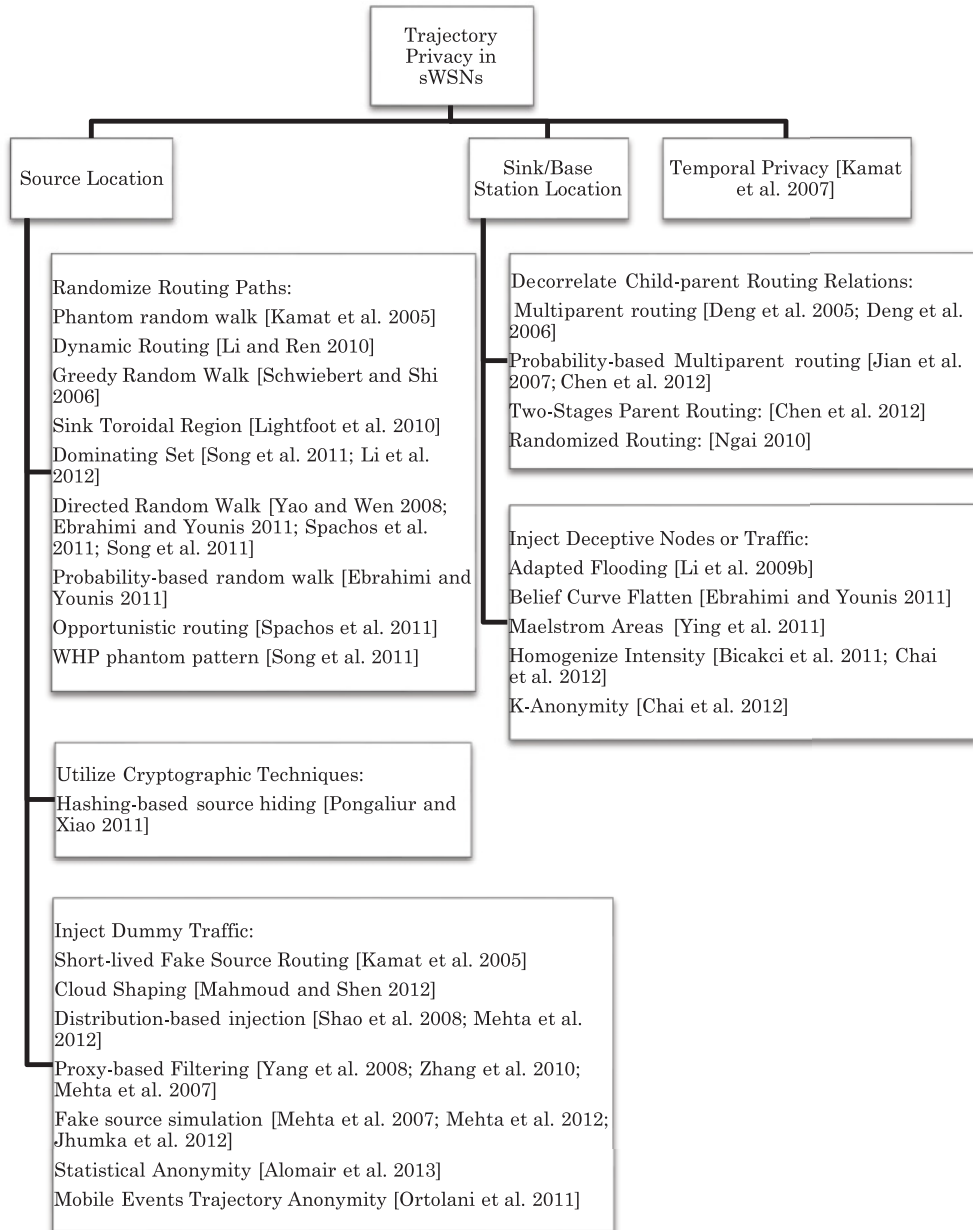 Trajectory
Privacy in
sWSNs
Source Location
Sink/Base
Station Location
Temporal Privacy [Kamat
et al. 2007]
Randomize Routing Paths:
Phantom random walk [Kamat et al. 2005]
Dynamic Routing [Li and Ren 2010]
Greedy Random Walk [Schwiebert and Shi
2006]
Sink Toroidal Region [Lightfoot et al. 2010]
Dominating Set [Song et al. 2011; Li et al.
2012]
Directed Random Walk [Yao and Wen 2008;
Ebrahimi and Younis 2011; Spachos et al.
2011; Song et al. 2011]
Probability-based random walk [Ebrahimi and
Younis 2011]
Opportunistic routing [Spachos et al. 2011]
WHP phantom pattern [Song et al. 2011]
Decorrelate Child-parent Routing Relations:
Multiparent routing [Deng et al. 2005; Deng et al.
2006]
Probability-based Multiparent routing [Jian et al.
2007; Chen et al. 2012]
Two-Stages Parent Routing: [Chen et al. 2012]
Randomized Routing: [Ngai 2010]
Inject Deceptive Nodes or Traffic:
Adapted Flooding [Li et al. 2009b]
Belief Curve Flatten [Ebrahimi and Younis 2011]
Maelstrom Areas [Ying et al. 2011]
Homogenize Intensity [Bicakci et al. 2011; Chai
et al. 2012]
K-Anonymity [Chai et al. 2012]
Utilize Cryptographic Techniques:
Hashing-based source hiding [Pongaliur and
Xiao 2011]
Inject Dummy Traffic:
Short-lived Fake Source Routing [Kamat et al. 2005]
Cloud Shaping [Mahmoud and Shen 2012]
Distribution-based injection [Shao et al. 2008; Mehta et al.
2012]
Proxy-based Filtering [Yang et al. 2008; Zhang et al. 2010;
Mehta et al. 2007]
Fake source simulation [Mehta et al. 2007; Mehta et al. 2012;
Jhumka et al. 2012]
Statistical Anonymity [Alomair et al. 2013]
Mobile Events Trajectory Anonymity [Ortolani et al. 2011]